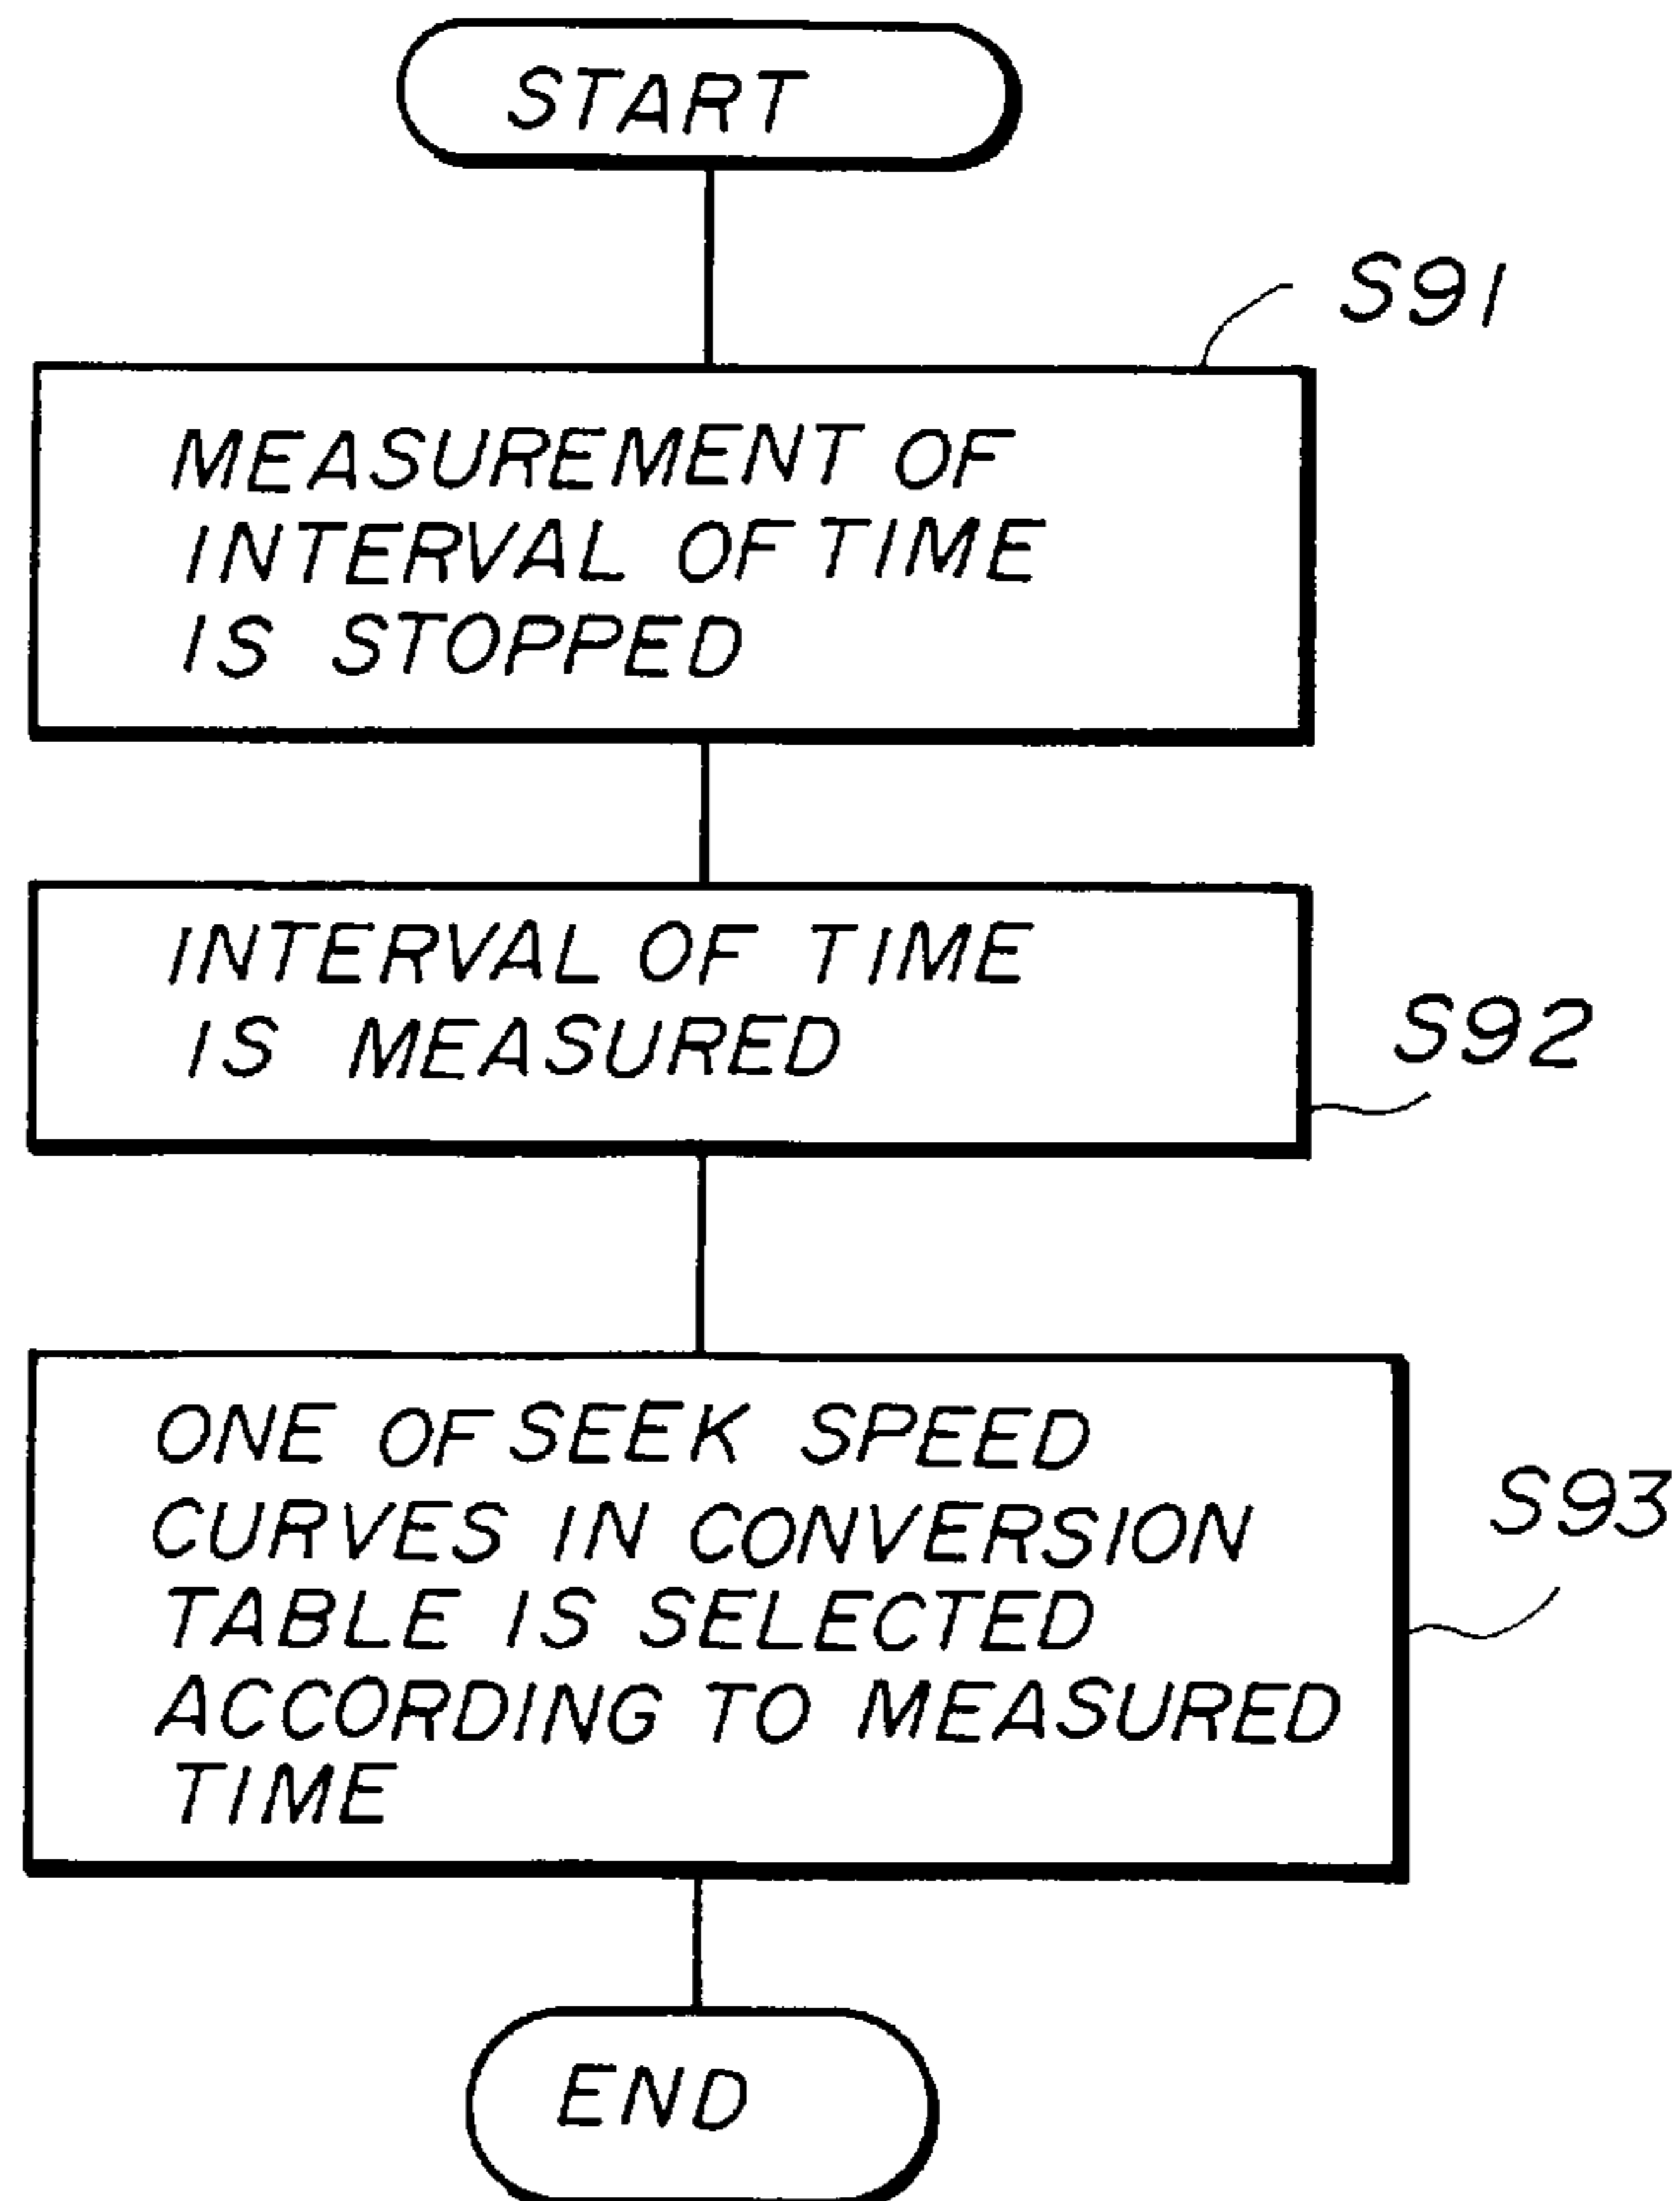 START
S91
MEASUREMENT OF
INTERVAL OF TIME
IS STOPPED
INTERVAL OF TIME
IS MEASURED
S92
ONE OF SEEK SPEED
CURVES IN CONVERSION
TABLE IS SELECTED
ACCORDING TO MEASURED
TIME
S93
END